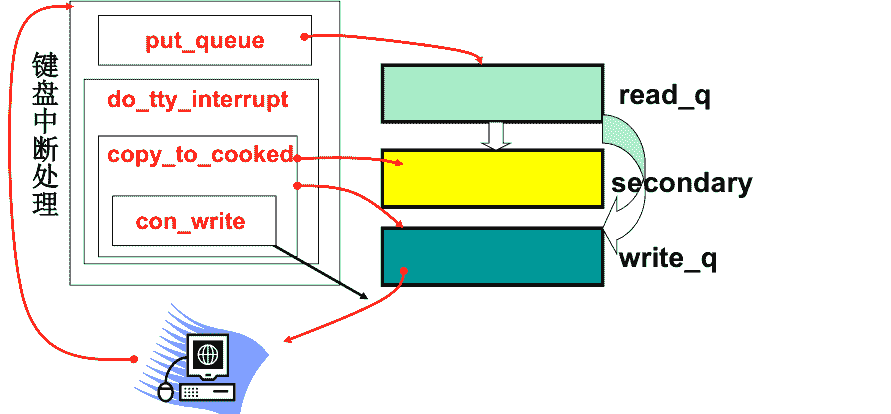 键盘中断处理
put_queue
do_tty_interrupt
copy_to_cooked
con_write
read_q
secondary
write_q